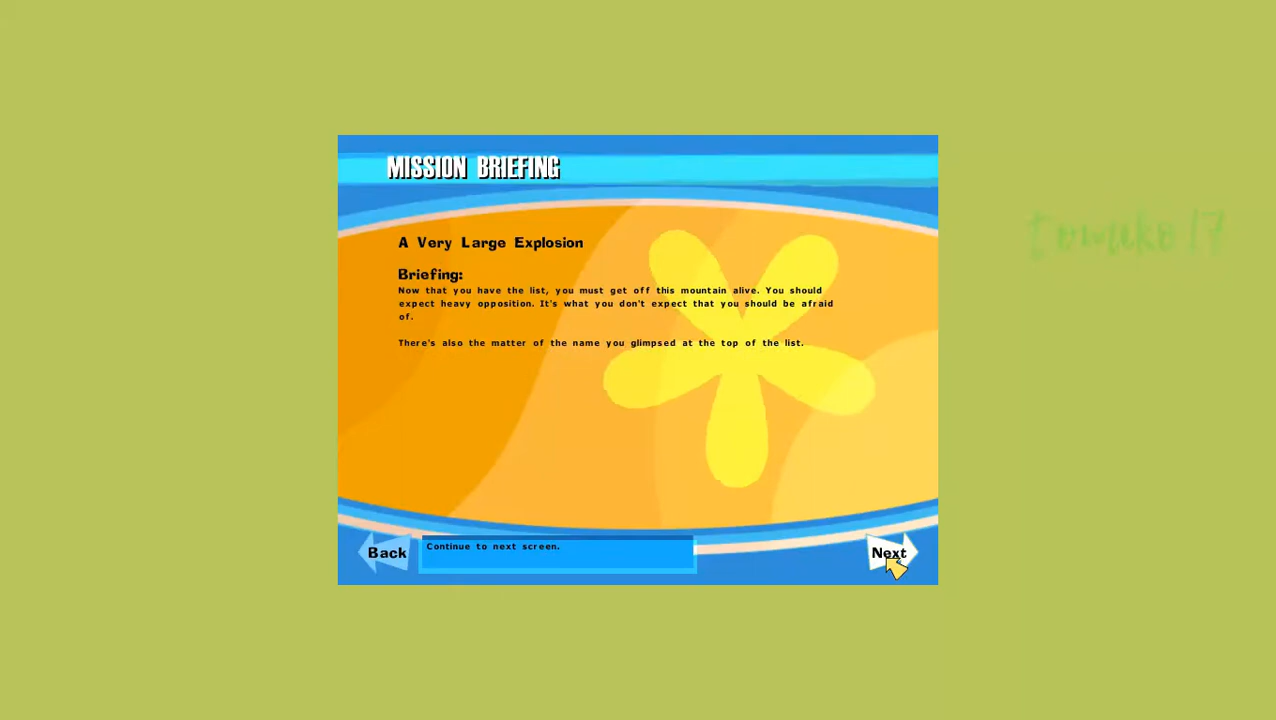 MISSION BRIEFING
A Very Large Explosion
Briefing:
Now that you have the list, you must get off this mountain alive. You should
expect heavy opposition. It's what you don't expect that you should be afraid
of.
There's also the matter of the name you glimpsed at the top of the list.
Back
Continue to next screen.
Next